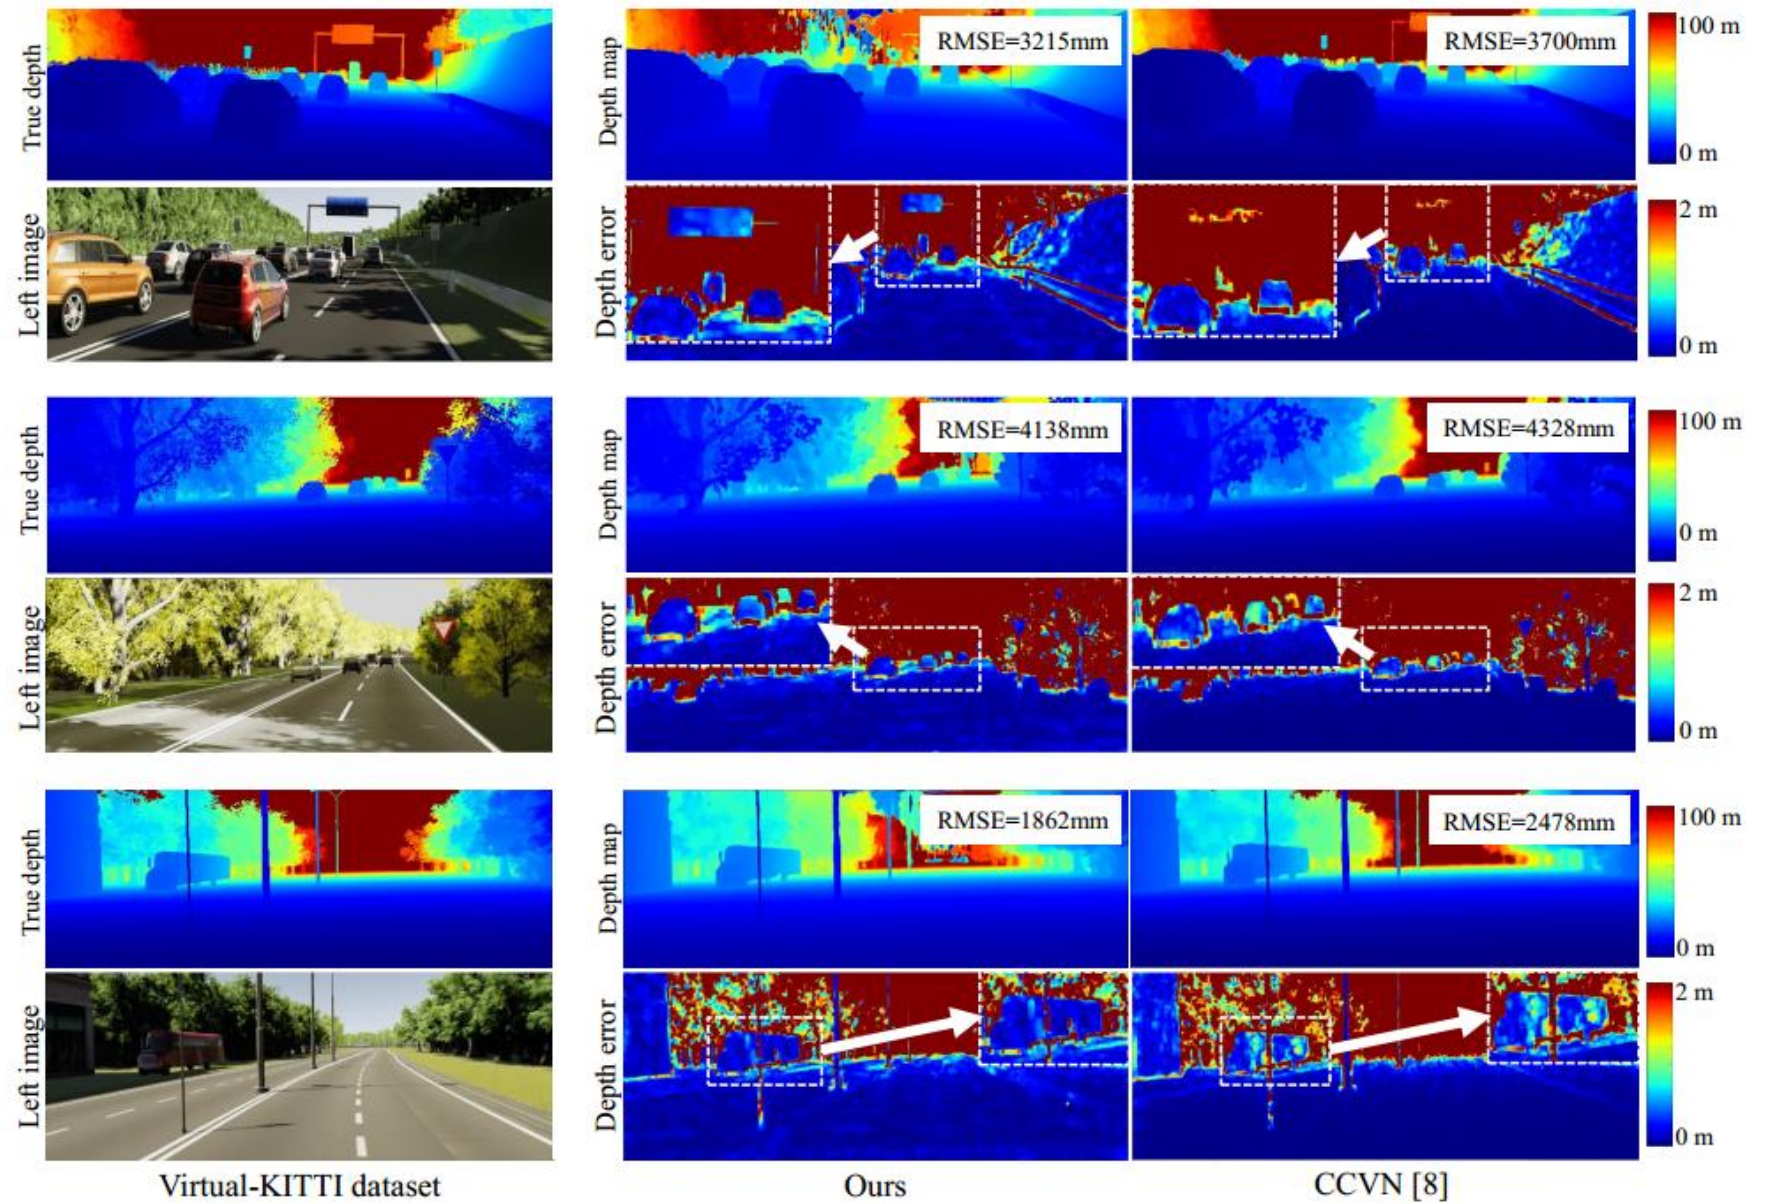 True depth
Depth map
RMSE=3215mm
RMSE=3700mm
100 m
0 m
Left image
Depth error
2 m
0 m
True depth
Depth map
RMSE=4138mm
RMSE=4328mm
100 m
0 m
Left image
Depth error
2 m
0 m
True depth
Depth map
RMSE=1862mm
RMSE=2478mm
100 m
0 m
Left image
Depth error
2 m
0 m
Virtual-KITTI dataset
Ours
CCVN [8]